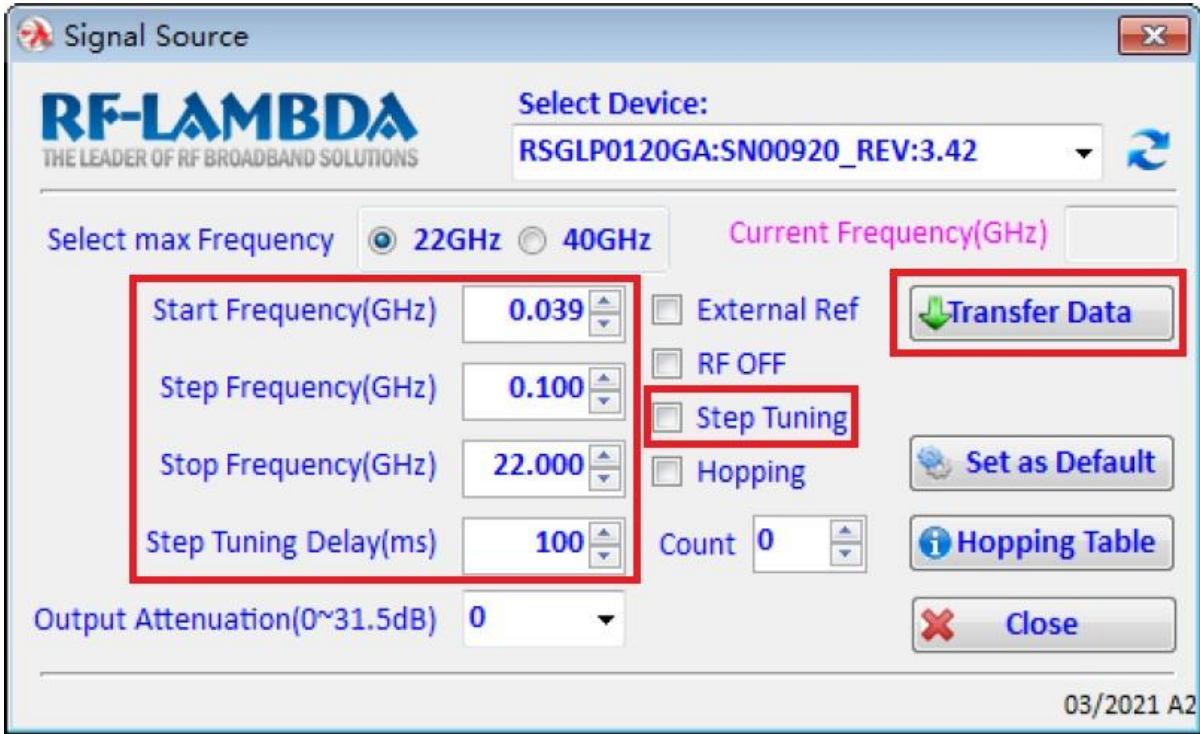 Signal Source
RF-LAMBDA
THE LEADER OF RF BROADBAND SOLUTIONS
Select Device:
RSGLP0120GA:SN00920_REV:3.42
Select max Frequency 22GHz 40GHz Current Frequency(GHz)
Start Frequency(GHz) 0.039 External Ref Transfer Data
RF OFF
Step Frequency(GHz) 0.100
Step Tuning
Stop Frequency(GHz) 22.000 Hopping Set as Default
Step Tuning Delay(ms) 100 Count 0 Hopping Table
Output Attenuation(0~31.5dB) 0 Close
03/2021 A2